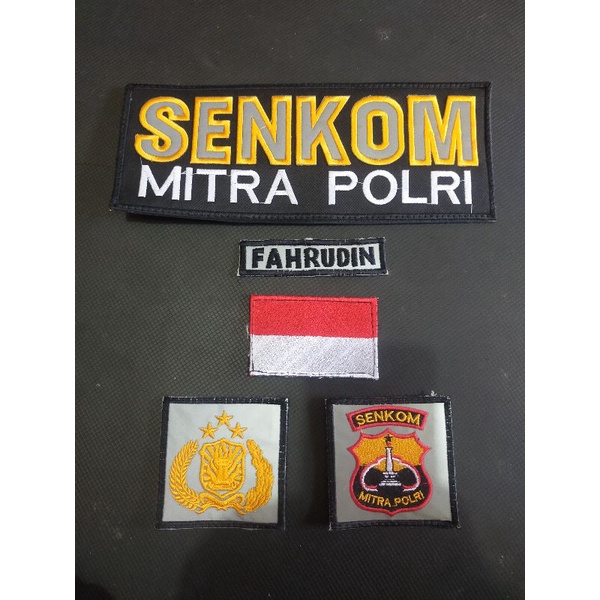 SENKOM
MITRA POLRI
FAHRUDIN
SENKOM
MITRA POLRI